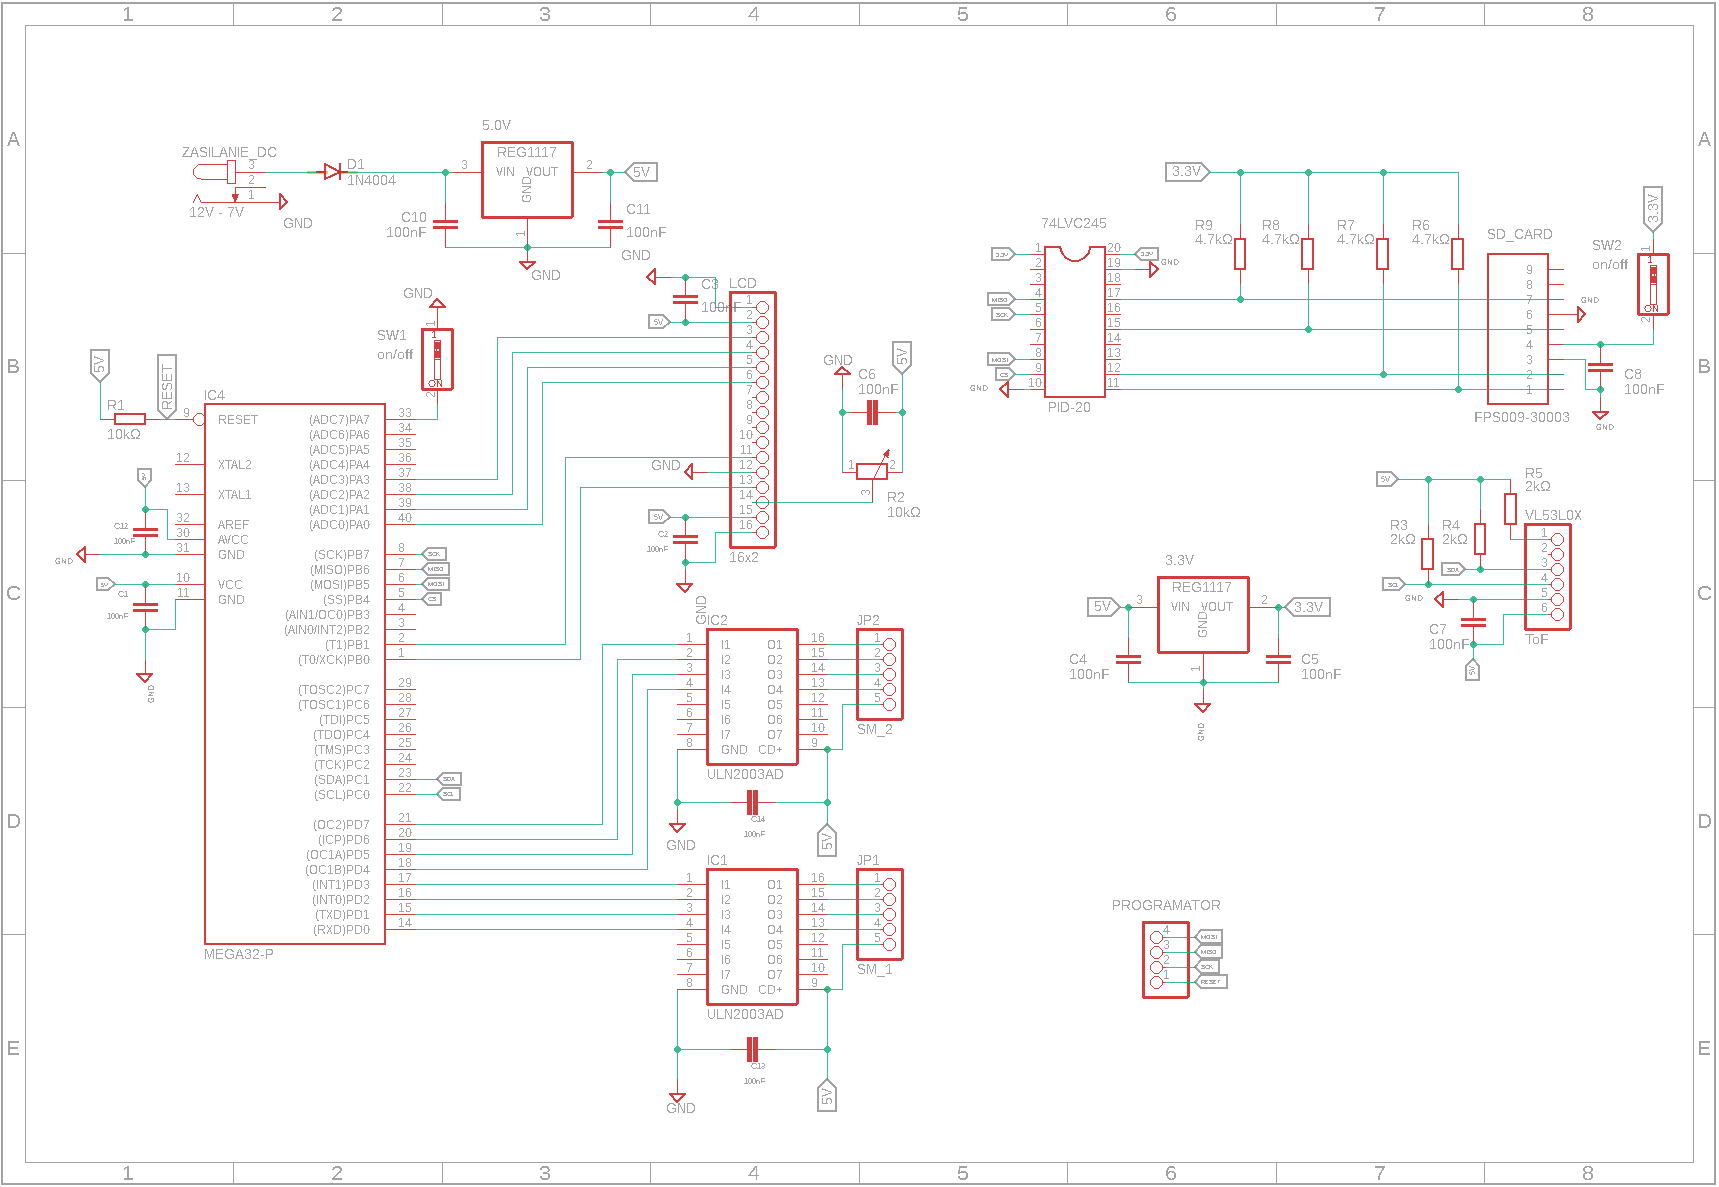 1 2 3 4 5 6 7 8
A
B
C
D
E
A
B
C
D
E
1 2 3 4 5 6 7 8
ZASILANIE_DC
3
2
1
12V - 7V
GND
D1
1N4004
5.0V
REG1117
VIN VOUT
GND
3
2
1
5V
C10
100nF
C11
100nF
GND
GND
SW1
on/off
1
1
ON
2
5V
RESET
R1
10kΩ
IC4
9 RESET
12 XTAL2
13 XTAL1
32 AREF
30 AVCC
31 GND
10 VCC
11 GND
(ADC7)PA7 33
(ADC6)PA6 34
(ADC5)PA5 35
(ADC4)PA4 36
(ADC3)PA3 37
(ADC2)PA2 38
(ADC1)PA1 39
(ADC0)PA0 40
(SCK)PB7 8 SCK
(MISO)PB6 7 MISO
(MOSI)PB5 6 MOSI
(SS)PB4 5 CS
(AIN1/OC0)PB3 4
(AIN0/INT2)PB2 3
(T1)PB1 2
(T0/XCK)PB0 1
(TOSC2)PC7 29
(TOSC1)PC6 28
(TDI)PC5 27
(TDO)PC4 26
(TMS)PC3 25
(TCK)PC2 24
(SDA)PC1 23 SDA
(SCL)PC0 22 SCL
(OC2)PD7 21
(ICP)PD6 20
(OC1A)PD5 19
(OC1B)PD4 18
(INT1)PD3 17
(INT0)PD2 16
(TXD)PD1 15
(RXD)PD0 14
MEGA32-P
C12
100nF
GND
5V
C1
100nF
GND
GND
C3
100nF
5V
LCD
1
2
3
4
5
6
7
8
9
10
11
12
13
14
15
16
16x2
GND
5V
C2
100nF
GND
GND
5V
C6
100nF
1
2
3
R2
10kΩ
IC2
1 I1 O1 16
2 I2 O2 15
3 I3 O3 14
4 I4 O4 13
5 I5 O5 12
6 I6 O6 11
7 I7 O7 10
8 GND CD+ 9
ULN2003AD
JP2
1
2
3
4
5
SM_2
C14
100nF
GND
5V
IC1
1 I1 O1 16
2 I2 O2 15
3 I3 O3 14
4 I4 O4 13
5 I5 O5 12
6 I6 O6 11
7 I7 O7 10
8 GND CD+ 9
ULN2003AD
JP1
1
2
3
4
5
SM_1
C13
100nF
GND
5V
74LVC245
3.3V 1 20 3.3V
2 19 GND
3 18
MISO 4 17
SCK 5 16
6 15
7 14
MOSI 8 13
CS 9 12
GND 10 11
PID-20
3.3V
R9
4.7kΩ
R8
4.7kΩ
R7
4.7kΩ
R6
4.7kΩ
SD_CARD
9
8
7
6
5
4
3
2
1
FPS009-30003
GND
3.3V
SW2
on/off
1
1
ON
2
C8
100nF
GND
5V
R5
2kΩ
R3
2kΩ
R4
2kΩ
SDA
SCL
GND
VL53L0X
1
2
3
4
5
6
ToF
C7
100nF
5V
3.3V
REG1117
VIN VOUT
GND
5V
3
2
1
3.3V
C4
100nF
C5
100nF
GND
PROGRAMATOR
4 MOSI
3 MISO
2 SCK
1 RESET